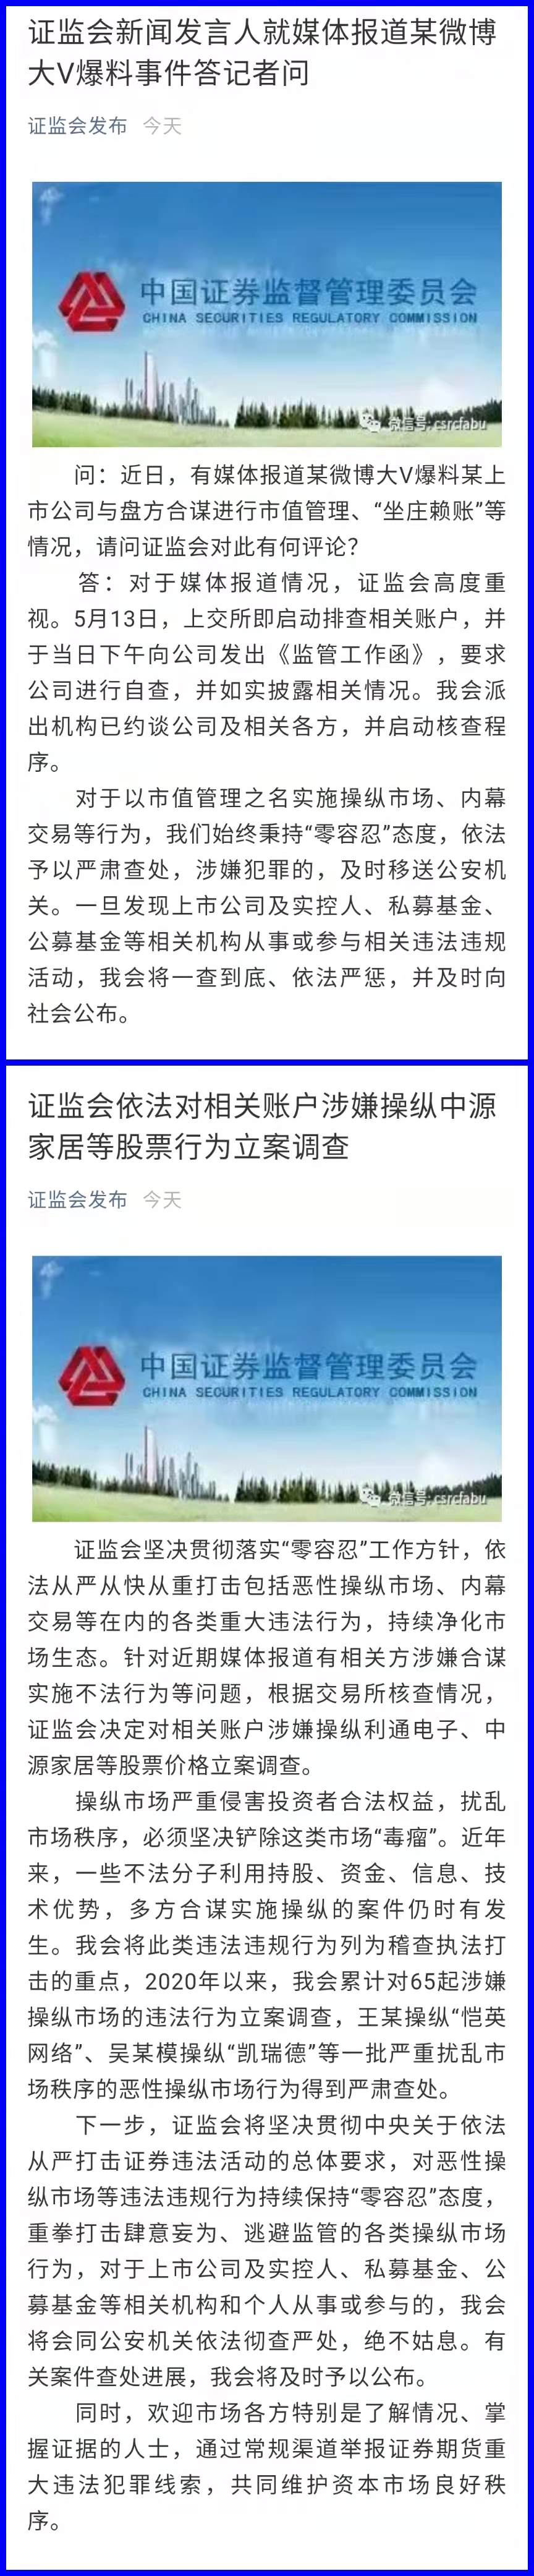 证监会新闻发言人就媒体报道某微博
大V爆料事件答记者问
证监会发布 今天
中国证券监督管理委员会
CHINA SECURITIES REGULATORY COMMISSION
微信号: csrcfabu
问：近日，有媒体报道某微博大V爆料某上
市公司与盘方合谋进行市值管理、“坐庄赖账”等
情况，请问证监会对此有何评论？
答：对于媒体报道情况，证监会高度重
视。5月13日，上交所即启动排查相关账户，并
于当日下午向公司发出《监管工作函》，要求
公司进行自查，并如实披露相关情况。我会派
出机构已约谈公司及相关各方，并启动核查程
序。
对于以市值管理之名实施操纵市场、内幕
交易等行为，我们始终秉持“零容忍”态度，依法
予以严肃查处，涉嫌犯罪的，及时移送公安机
关。一旦发现上市公司及实控人、私募基金、
公募基金等相关机构从事或参与相关违法违规
活动，我会将一查到底、依法严惩，并及时向
社会公布。
证监会依法对相关账户涉嫌操纵中源
家居等股票行为立案调查
证监会发布 今天
中国证券监督管理委员会
CHINA SECURITIES REGULATORY COMMISSION
微信号: csrcfabu
证监会坚决贯彻落实“零容忍”工作方针，依
法从严从快从重打击包括恶性操纵市场、内幕
交易等在内的各类重大违法行为，持续净化市
场生态。针对近期媒体报道有相关方涉嫌合谋
实施不法行为等问题，根据交易所核查情况，
证监会决定对相关账户涉嫌操纵利通电子、中
源家居等股票价格立案调查。
操纵市场严重侵害投资者合法权益，扰乱
市场秩序，必须坚决铲除这类市场“毒瘤”。近年
来，一些不法分子利用持股、资金、信息、技
术优势，多方合谋实施操纵的案件仍时有发
生。我会将此类违法违规行为列为稽查执法打
击的重点，2020年以来，我会累计对65起涉嫌
操纵市场的违法行为立案调查，王某操纵“恺英
网络”、吴某模操纵“凯瑞德”等一批严重扰乱市
场秩序的恶性操纵市场行为得到严肃查处。
下一步，证监会将坚决贯彻中央关于依法
从严打击证券违法活动的总体要求，对恶性操
纵市场等违法违规行为持续保持“零容忍”态度，
重拳打击肆意妄为、逃避监管的各类操纵市场
行为，对于上市公司及实控人、私募基金、公
募基金等相关机构和个人从事或参与的，我会
将会同公安机关依法彻查严处，绝不姑息。有
关案件查处进展，我会将及时予以公布。
同时，欢迎市场各方特别是了解情况、掌
握证据的人士，通过常规渠道举报证券期货重
大违法犯罪线索，共同维护资本市场良好秩
序。